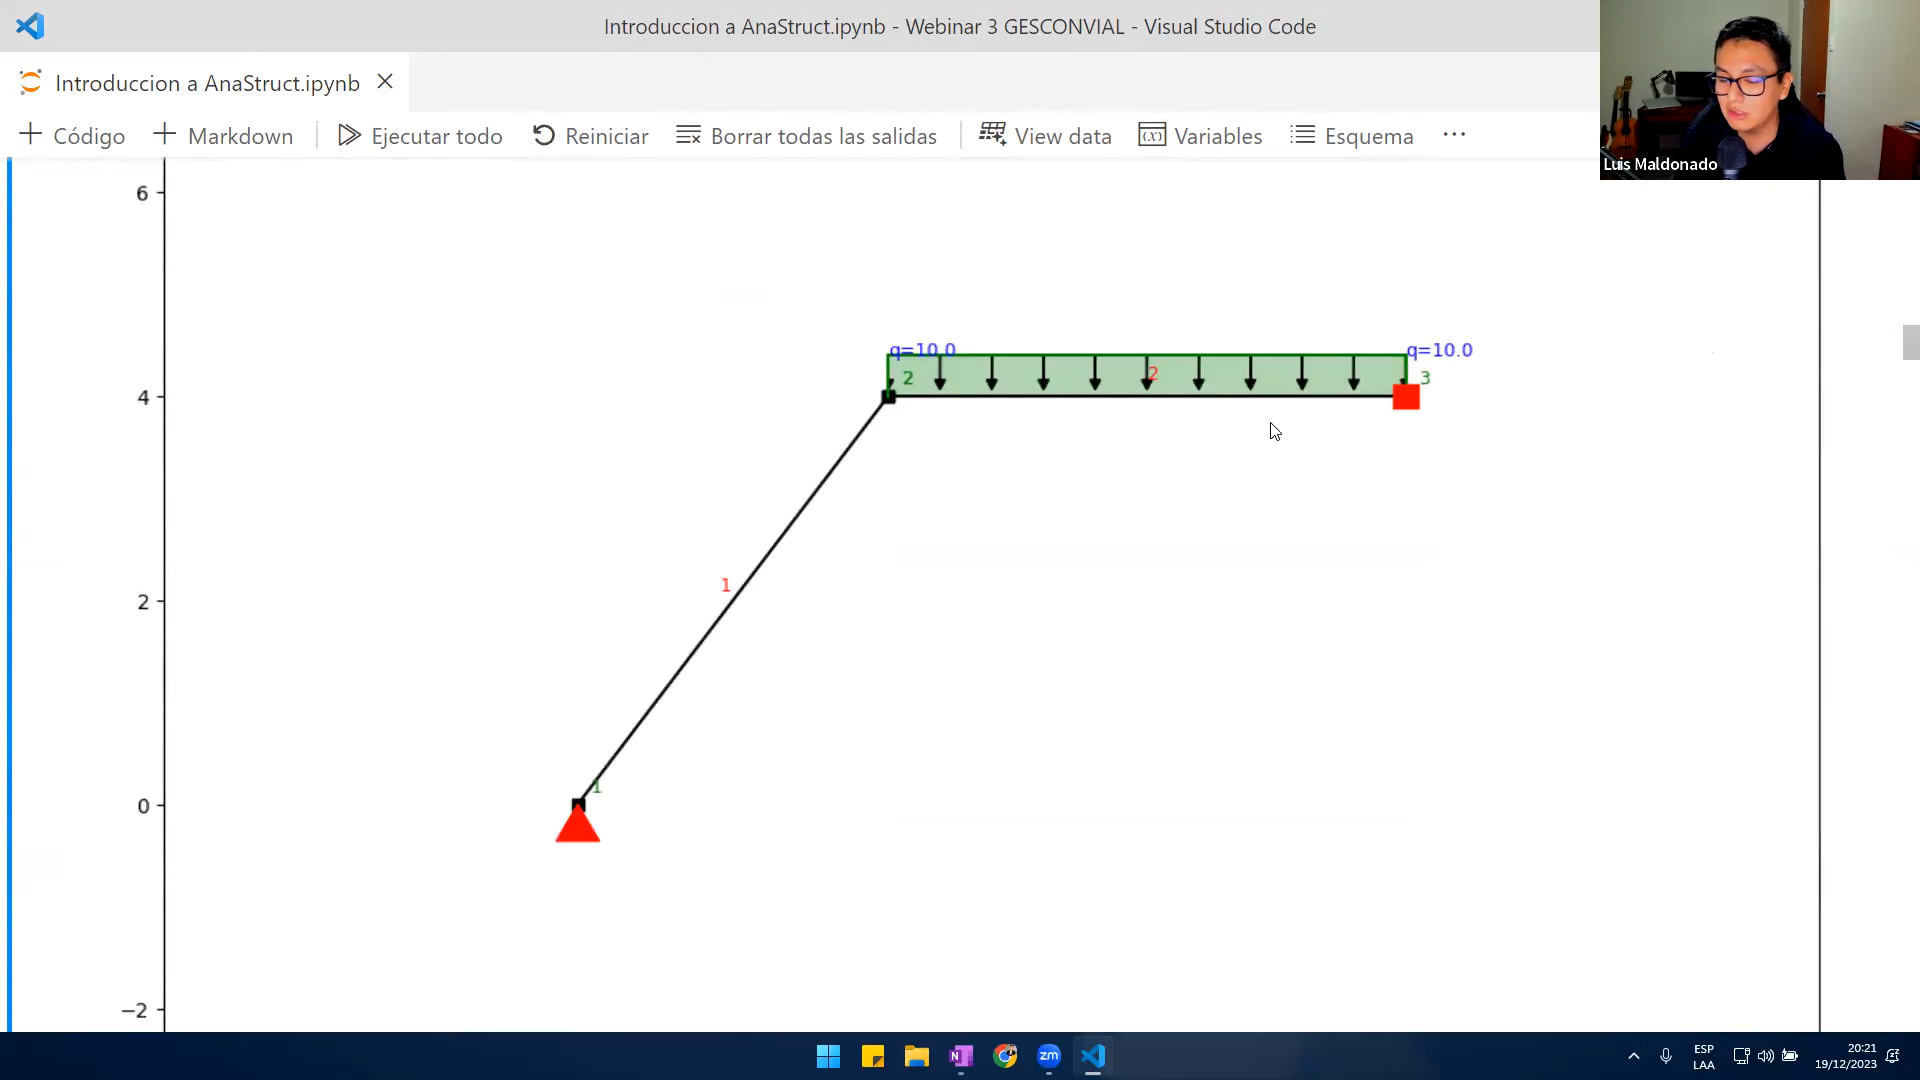 Introduccion a AnaStruct.ipynb - Webinar 3 GESCONVIAL - Visual Studio Code
Introduccion a AnaStruct.ipynb
Código Markdown Ejecutar todo Reiniciar Borrar todas las salidas View data Variables Esquema ...
Luis Maldonado
6
q=10.0 q=10.0
2 2 3
4
1
2
1
0
−2
ESP
LAA
20:21
19/12/2023